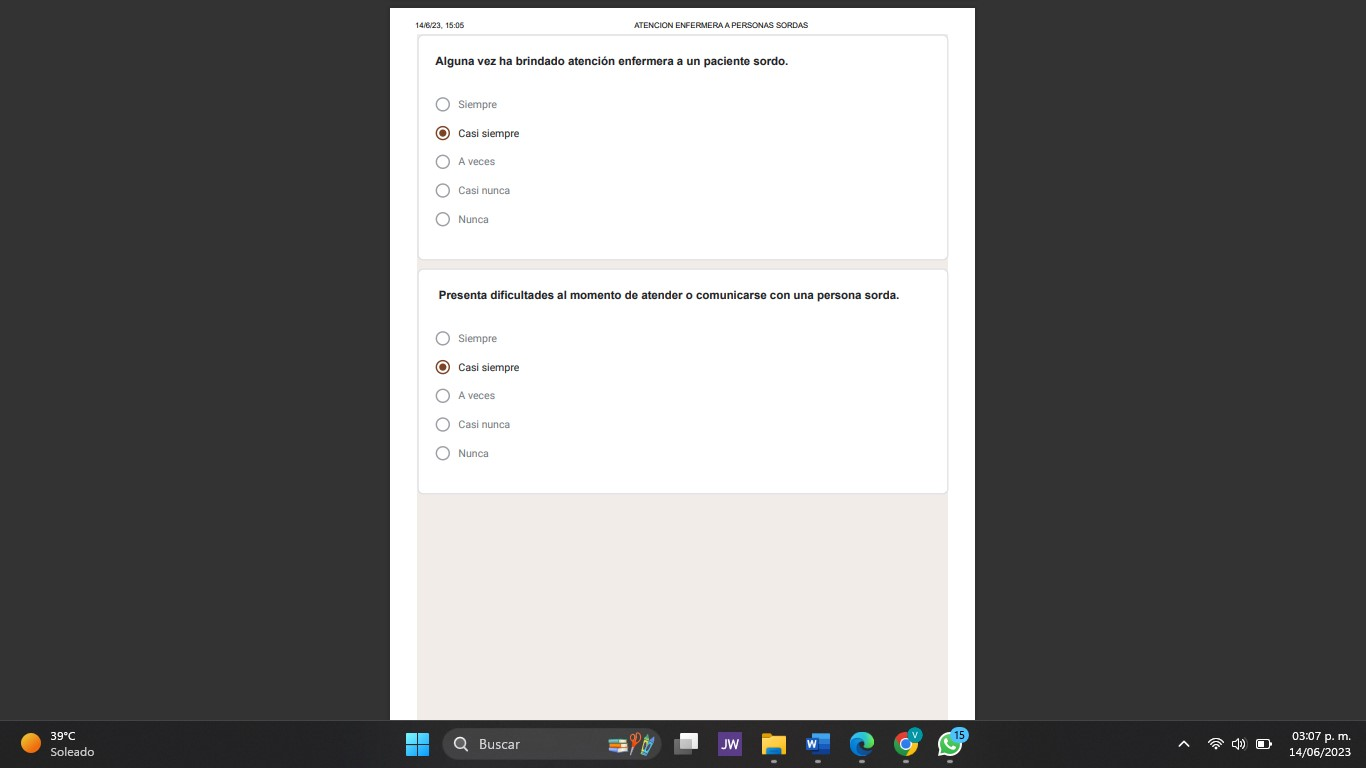 14/6/23, 15:05 ATENCION ENFERMERA A PERSONAS SORDAS
Alguna vez ha brindado atención enfermera a un paciente sordo.
Siempre
Casi siempre
A veces
Casi nunca
Nunca
Presenta dificultades al momento de atender o comunicarse con una persona sorda.
Siempre
Casi siempre
A veces
Casi nunca
Nunca
39°C
Soleado
Buscar
JW
W
V
15
03:07 p. m.
14/06/2023